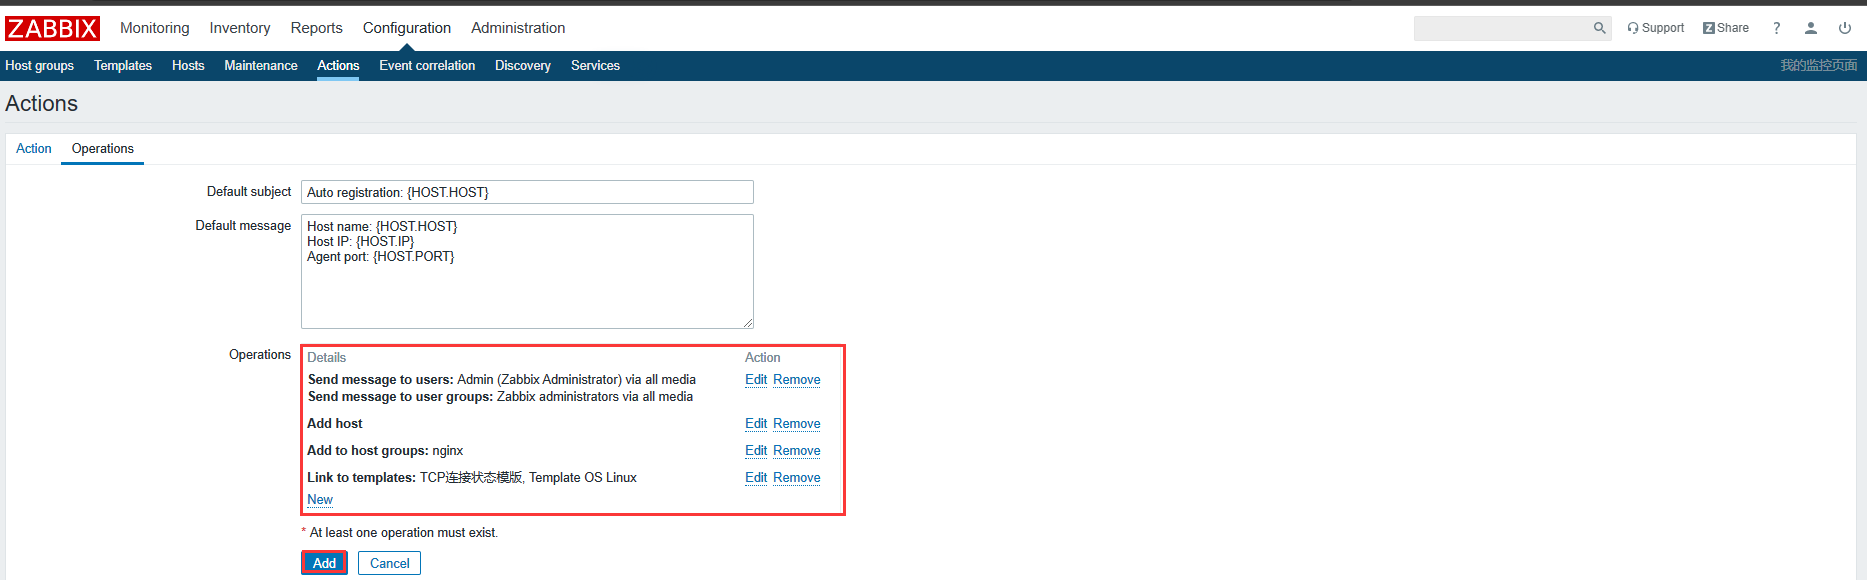 ZABBIX Monitoring Inventory Reports Configuration Administration Support Z Share ?
Host groups Templates Hosts Maintenance Actions Event correlation Discovery Services 我的监控页面
Actions
Action Operations
Default subject Auto registration: {HOST.HOST}
Default message Host name: {HOST.HOST}
Host IP: {HOST.IP}
Agent port: {HOST.PORT}
Operations Details Action
Send message to users: Admin (Zabbix Administrator) via all media Edit Remove
Send message to user groups: Zabbix administrators via all media
Add host Edit Remove
Add to host groups: nginx Edit Remove
Link to templates: TCP连接状态模版, Template OS Linux Edit Remove
New
* At least one operation must exist.
Add Cancel